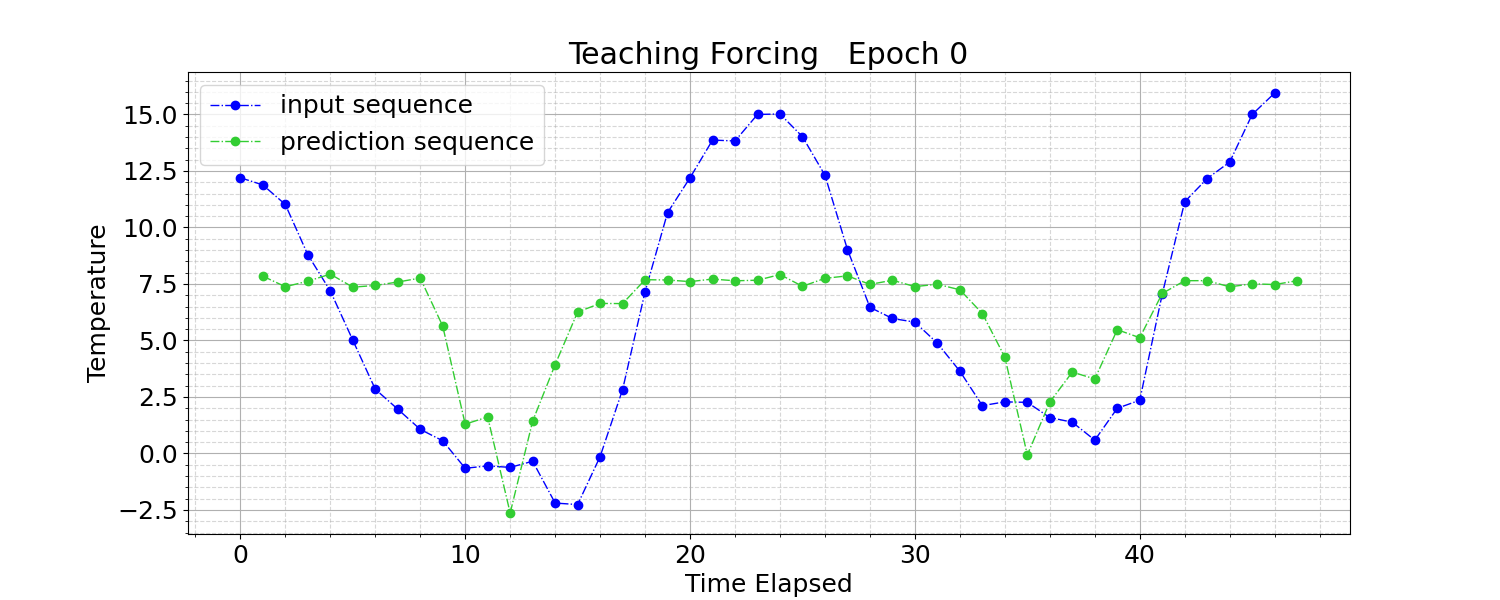 Teaching Forcing   Epoch 0
input sequence
prediction sequence
Temperature
15.0
12.5
10.0
7.5
5.0
2.5
0.0
−2.5
0 10 20 30 40
Time Elapsed